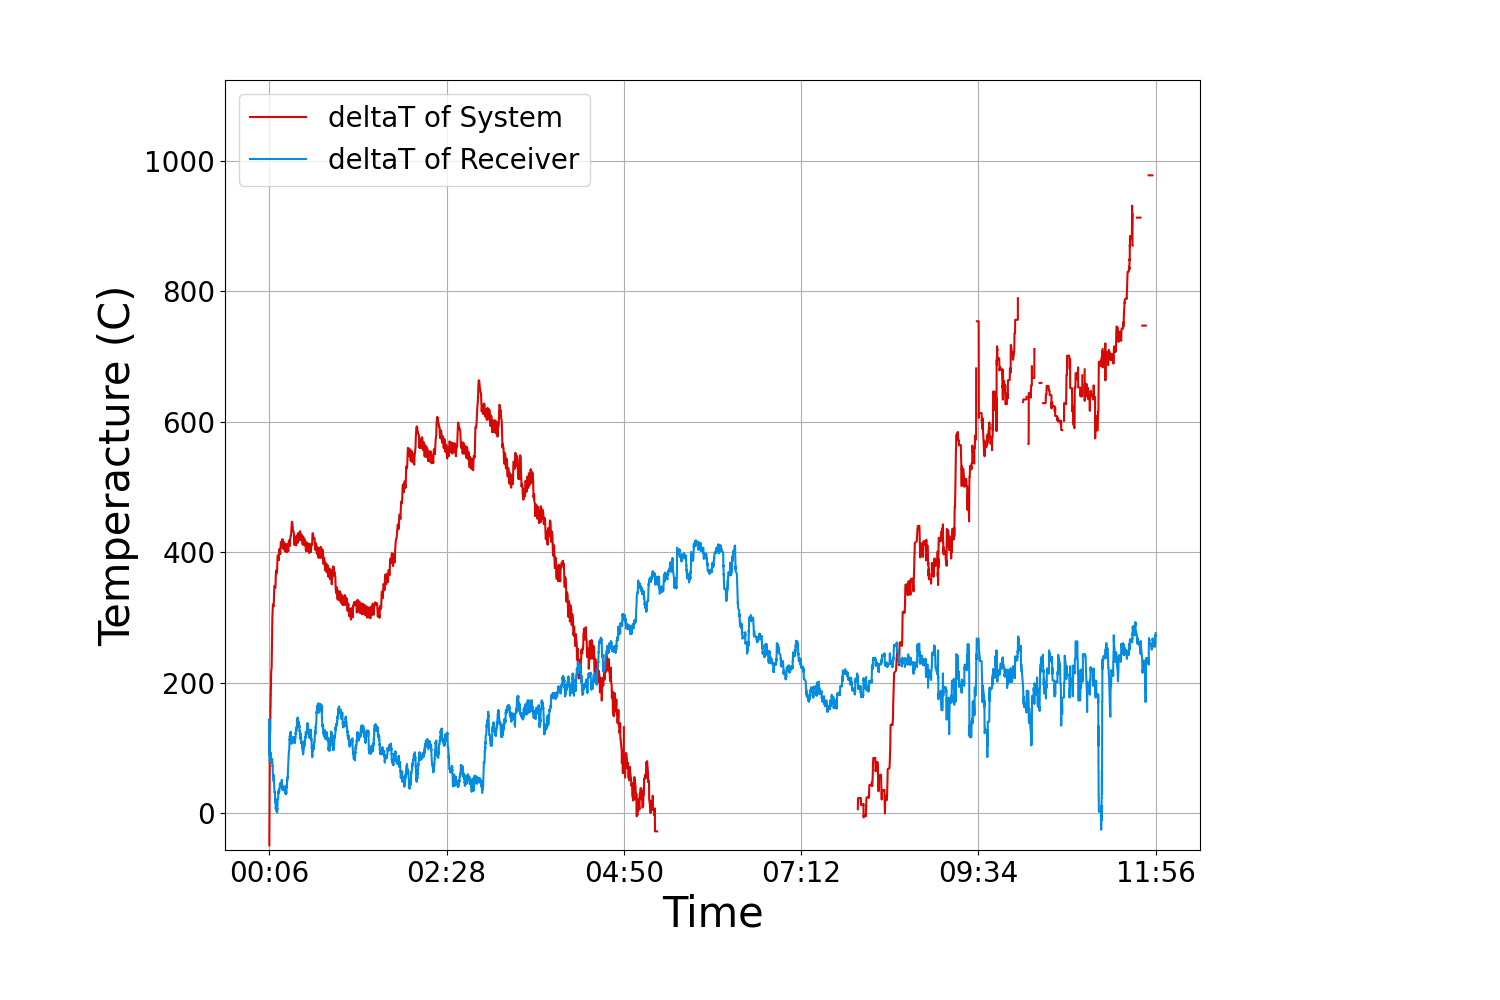 deltaT of System
deltaT of Receiver
1000
800
600
400
200
0
Temperacture (C)
00:06 02:28 04:50 07:12 09:34 11:56
Time